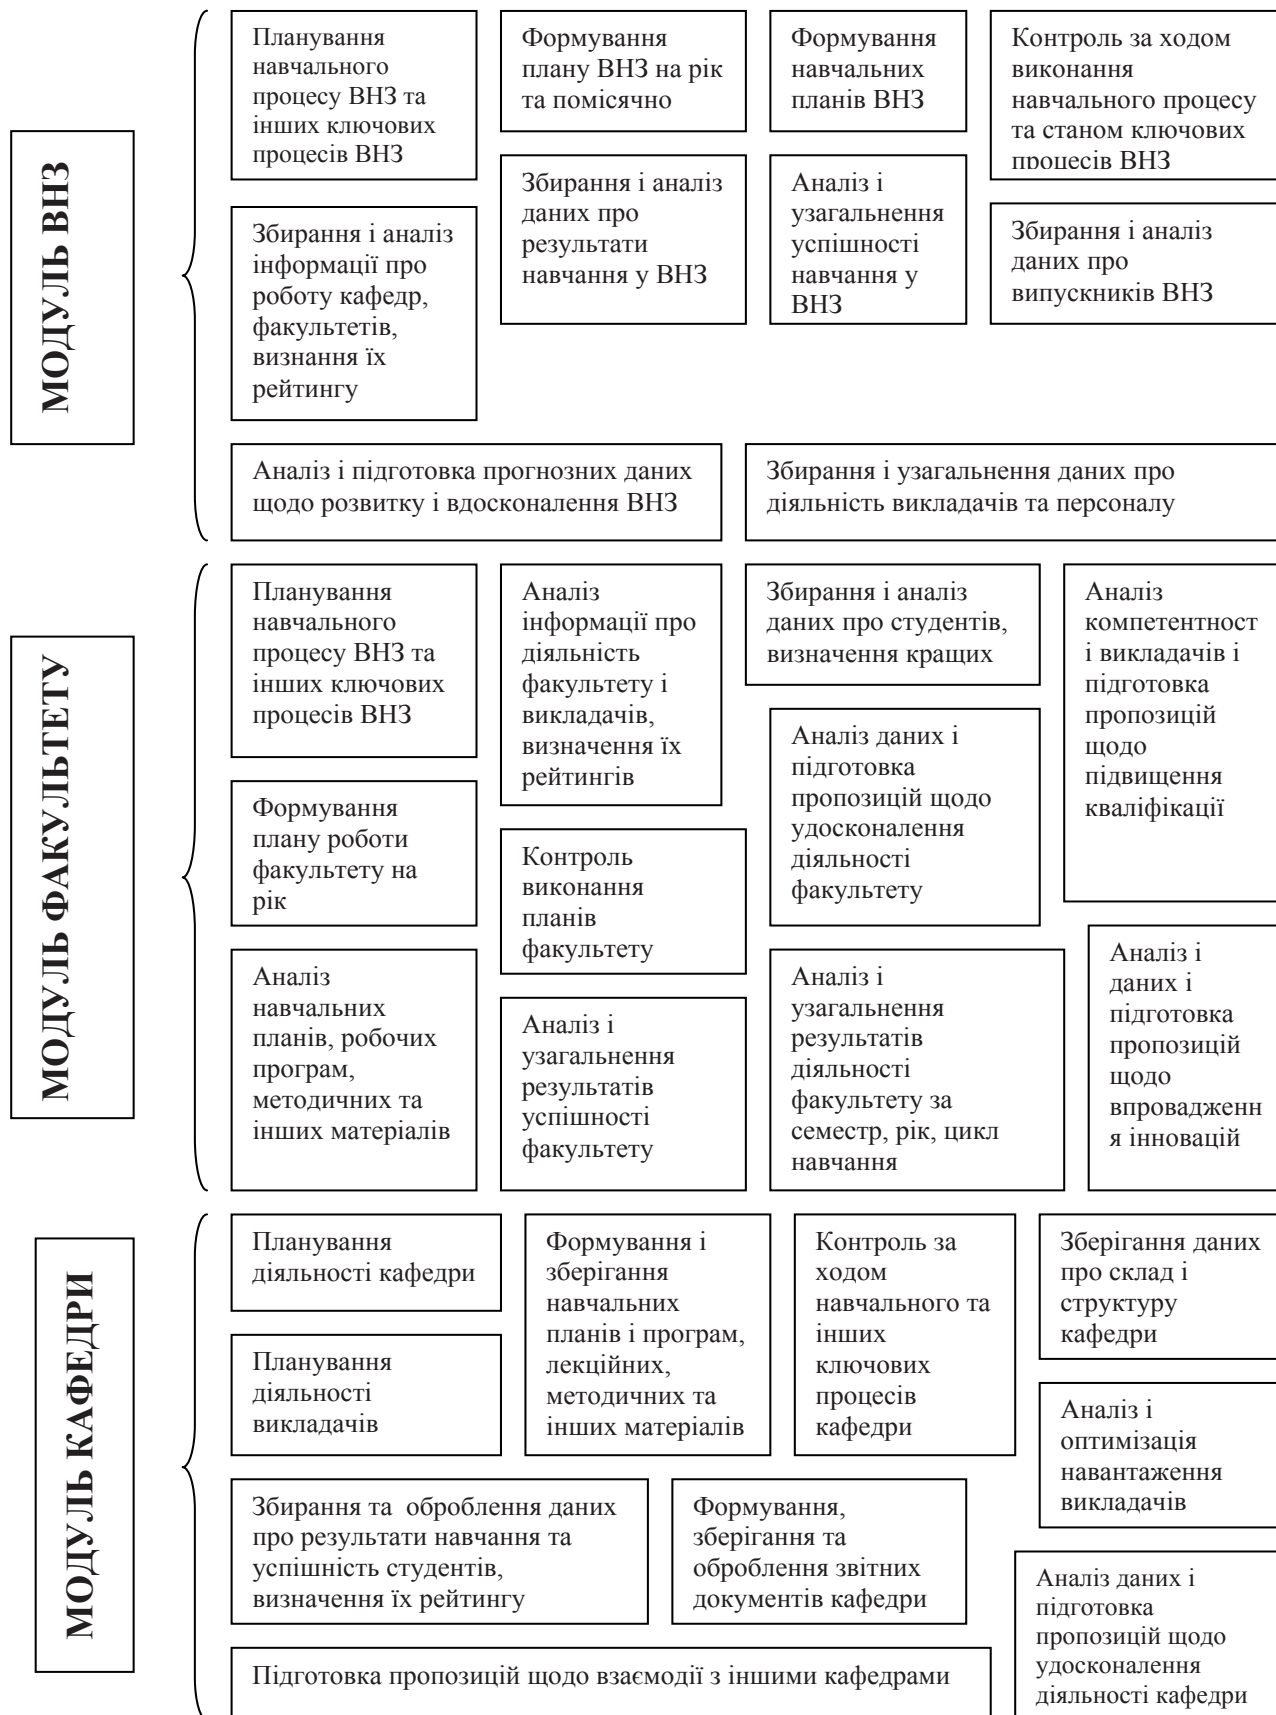 МОДУЛЬ ВНЗ
Планування
навчального
процесу ВНЗ та
інших ключових
процесів ВНЗ
Формування
плану ВНЗ на рік
та помісячно
Формування
навчальних
планів ВНЗ
Контроль за ходом
виконання
навчального процесу
та станом ключових
процесів ВНЗ
Збирання і аналіз
інформації про
роботу кафедр,
факультетів,
визнання їх
рейтингу
Збирання і аналіз
даних про
результати
навчання у ВНЗ
Аналіз і
узагальнення
успішності
навчання у
ВНЗ
Збирання і аналіз
даних про
випускників ВНЗ
Аналіз і підготовка прогнозних даних
щодо розвитку і вдосконалення ВНЗ
Збирання і узагальнення даних про
діяльність викладачів та персоналу
МОДУЛЬ ФАКУЛЬТЕТУ
Планування
навчального
процесу ВНЗ та
інших ключових
процесів ВНЗ
Аналіз
інформації про
діяльність
факультету і
викладачів,
визначення їх
рейтингів
Збирання і аналіз
даних про студентів,
визначення кращих
Аналіз
компетентност
і викладачів і
підготовка
пропозицій
щодо
підвищення
кваліфікації
Формування
плану роботи
факультету на
рік
Контроль
виконання
планів
факультету
Аналіз даних і
підготовка
пропозицій щодо
удосконалення
діяльності
факультету
Аналіз
навчальних
планів, робочих
програм,
методичних та
інших матеріалів
Аналіз і
узагальнення
результатів
успішності
факультету
Аналіз і
узагальнення
результатів
діяльності
факультету за
семестр, рік, цикл
навчання
Аналіз і
даних і
підготовка
пропозицій
щодо
впровадженн
я інновацій
МОДУЛЬ КАФЕДРИ
Планування
діяльності кафедри
Формування і
зберігання
навчальних
планів і програм,
лекційних,
методичних та
інших матеріалів
Контроль за
ходом
навчального та
інших
ключових
процесів
кафедри
Зберігання даних
про склад і
структуру
кафедри
Планування
діяльності
викладачів
Аналіз і
оптимізація
навантаження
викладачів
Збирання та  оброблення даних
про результати навчання та
успішність студентів,
визначення їх рейтингу
Формування,
зберігання та
оброблення звітних
документів кафедри
Аналіз даних і
підготовка
пропозицій щодо
удосконалення
діяльності кафедри
Підготовка пропозицій щодо взаємодії з іншими кафедрами